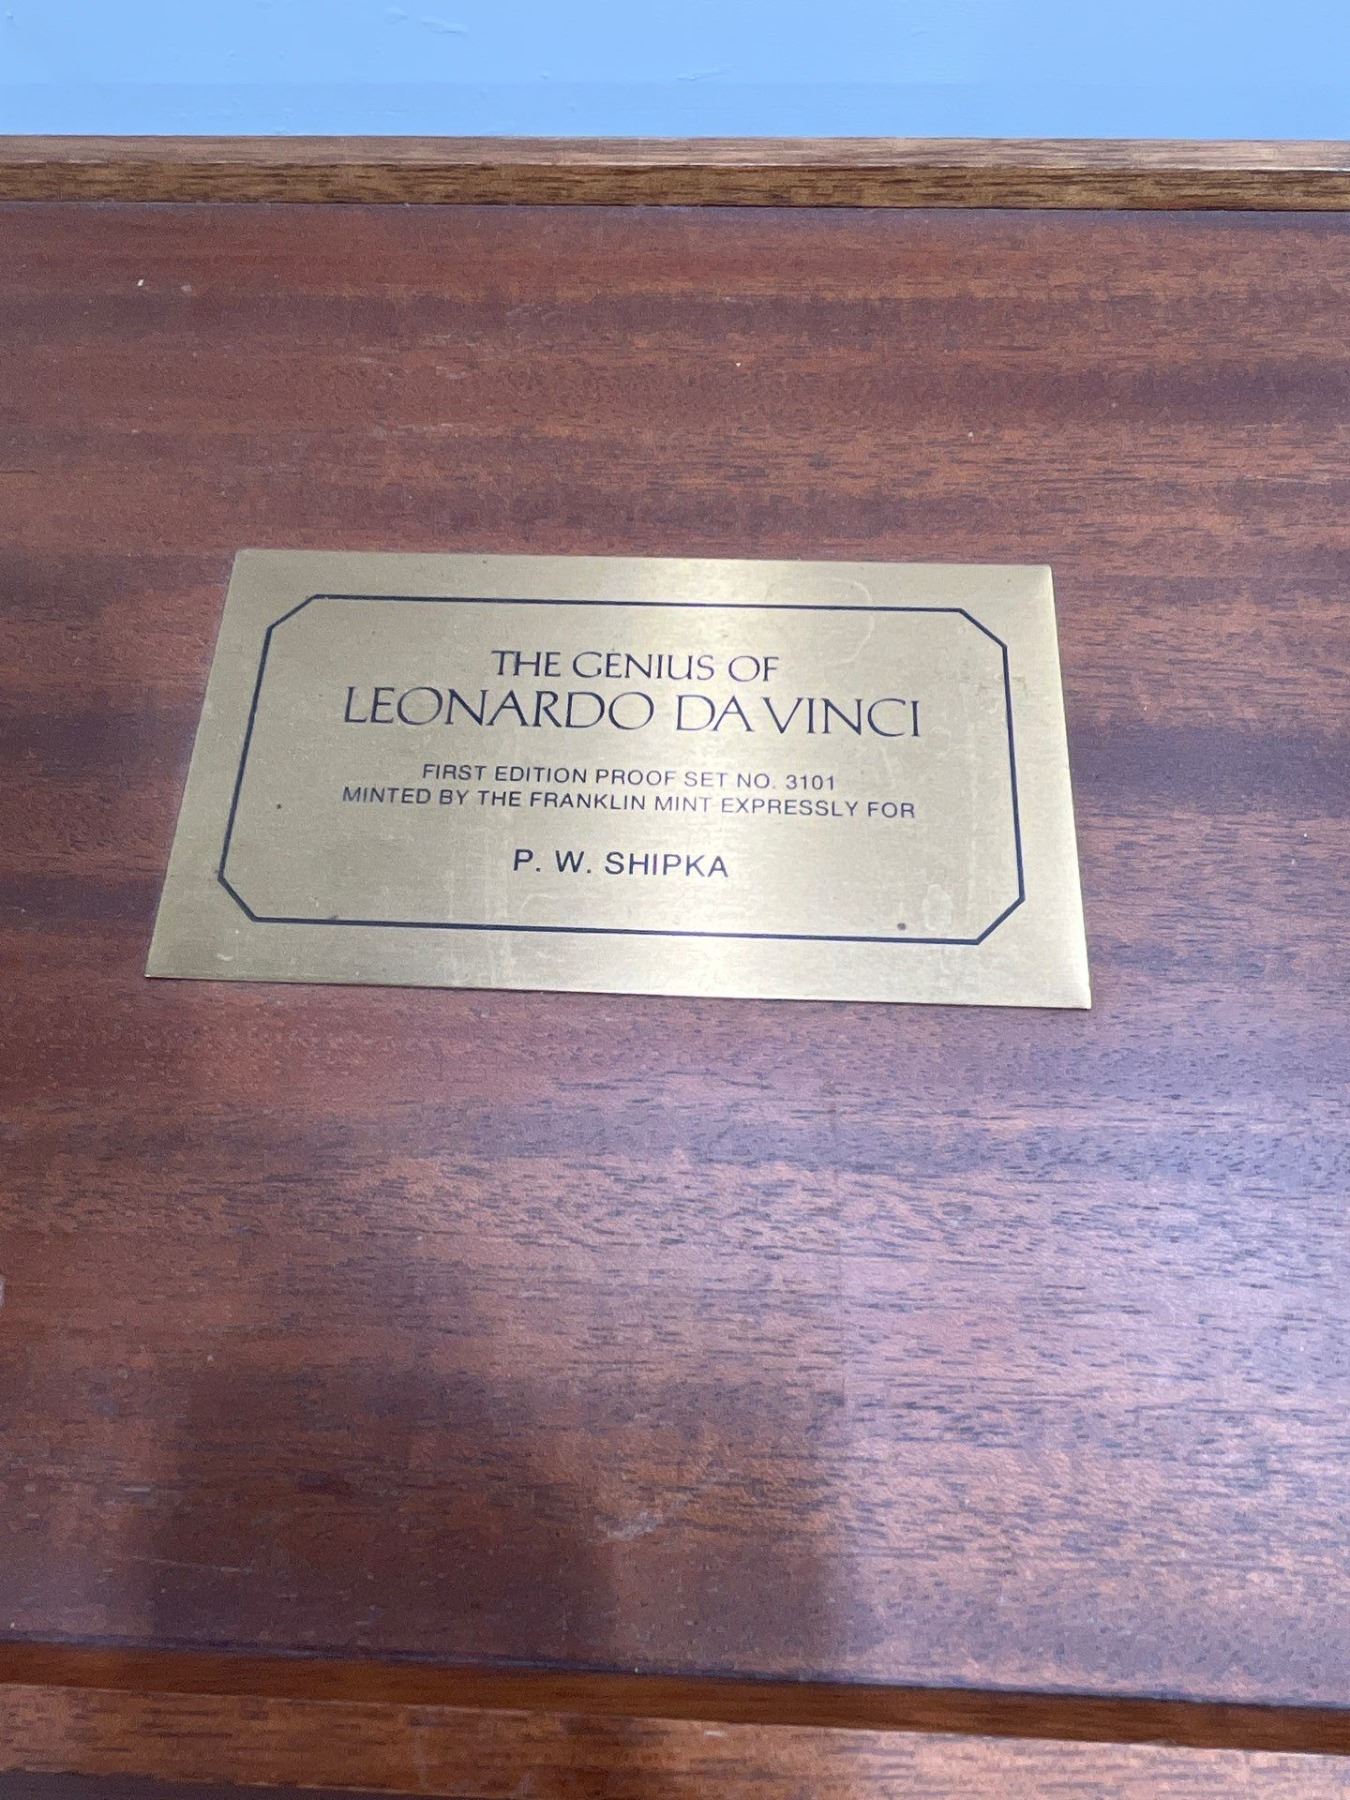 THE GENIUS OF
LEONARDO DA VINCI
FIRST EDITION PROOF SET NO. 3101
MINTED BY THE FRANKLIN MINT EXPRESSLY FOR
P. W. SHIPKA